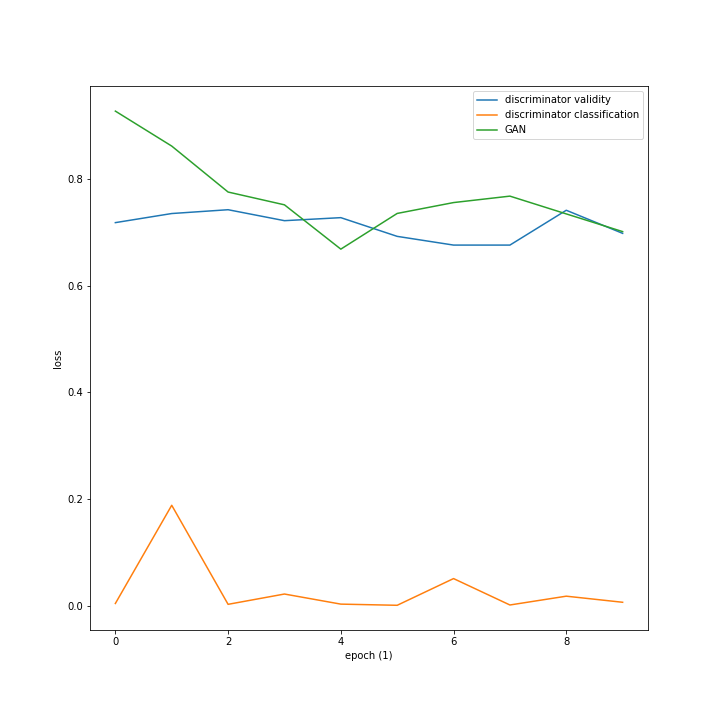 discriminator validity
discriminator classification
GAN
0.8
0.6
0.4
0.2
0.0
loss
0 2 4 6 8
epoch (1)